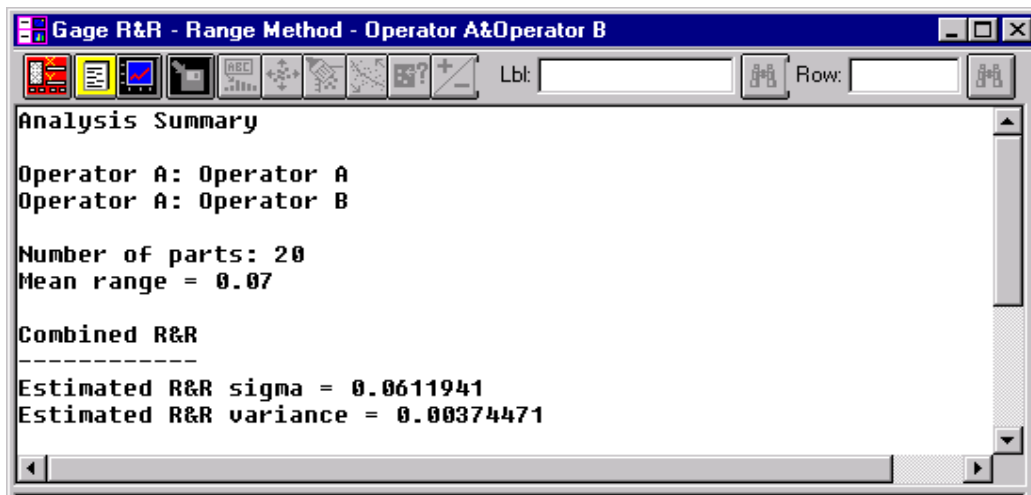 Gage R&R - Range Method - Operator A&Operator B
Lbl: Row:
Analysis Summary
Operator A: Operator A
Operator A: Operator B
Number of parts: 20
Mean range = 0.07
Combined R&R
------------
Estimated R&R sigma = 0.0611941
Estimated R&R variance = 0.00374471